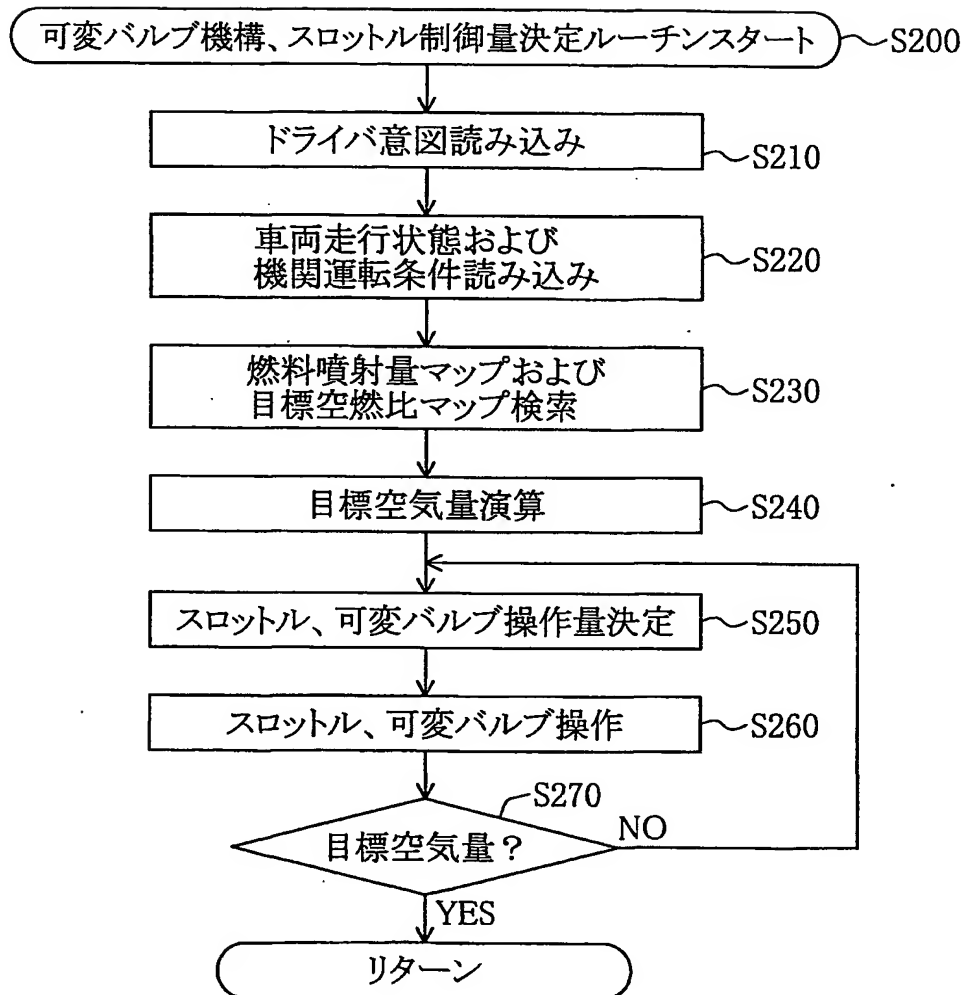 可変バルブ機構、スロットル制御量決定ルーチンスタート
S200
ドライバ意図読み込み
S210
車両走行状態および
機関運転条件読み込み
S220
燃料噴射量マップおよび
目標空燃比マップ検索
S230
目標空気量演算
S240
スロットル、可変バルブ操作量決定
S250
スロットル、可変バルブ操作
S260
S270
目標空気量？
NO
YES
リターン